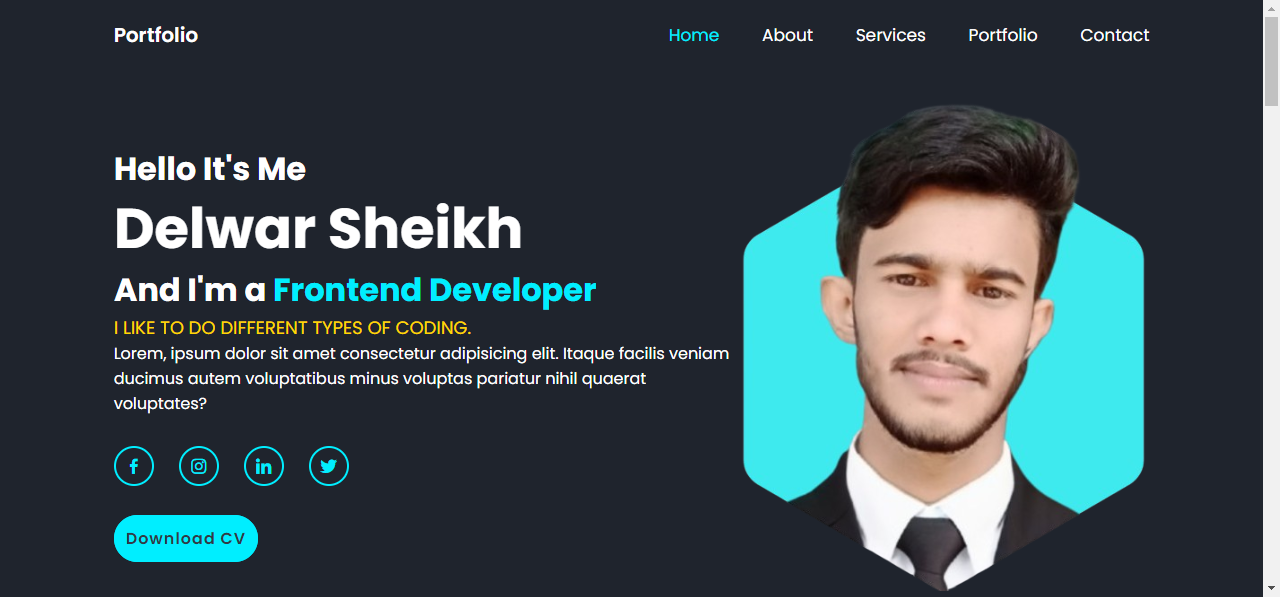 Portfolio
Home About Services Portfolio Contact
Hello It's Me
Delwar Sheikh
And I'm a Frontend Developer
I LIKE TO DO DIFFERENT TYPES OF CODING.
Lorem, ipsum dolor sit amet consectetur adipisicing elit. Itaque facilis veniam
ducimus autem voluptatibus minus voluptas pariatur nihil quaerat
voluptates?
Download CV